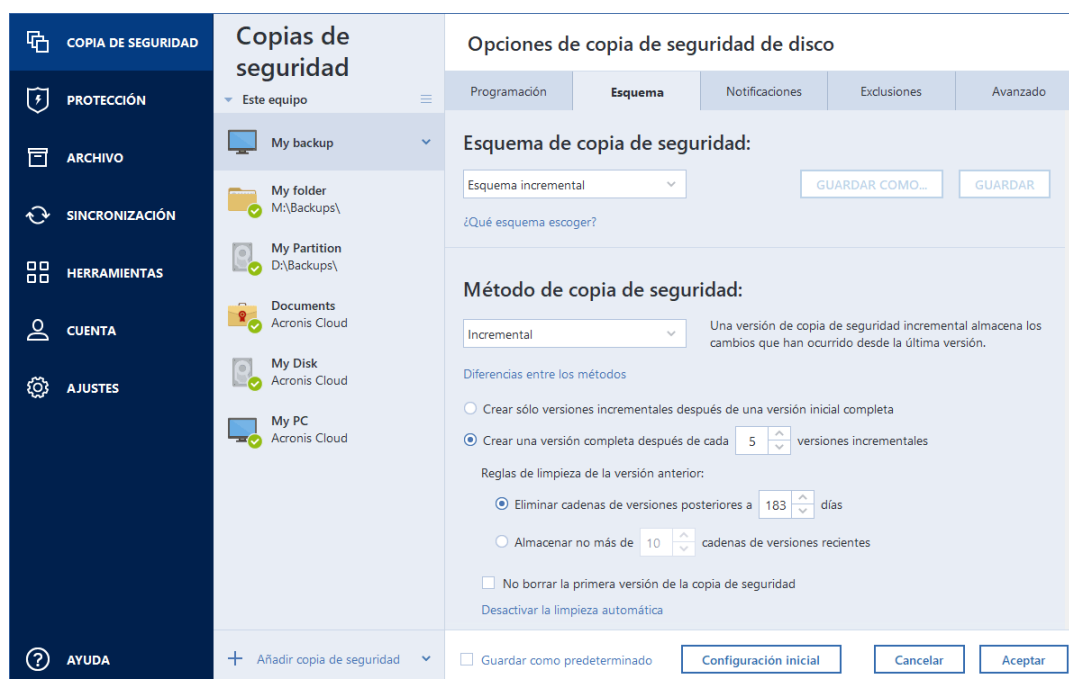 COPIA DE SEGURIDAD
PROTECCIÓN
ARCHIVO
SINCRONIZACIÓN
HERRAMIENTAS
CUENTA
AJUSTES
AYUDA
Copias de
seguridad
Este equipo
My backup
My folder
M:\Backups\
My Partition
D:\Backups\
Documents
Acronis Cloud
My Disk
Acronis Cloud
My PC
Acronis Cloud
Añadir copia de seguridad
Opciones de copia de seguridad de disco
Programación Esquema Notificaciones Exclusiones Avanzado
Esquema de copia de seguridad:
Esquema incremental GUARDAR COMO... GUARDAR
¿Qué esquema escoger?
Método de copia de seguridad:
Incremental
Una versión de copia de seguridad incremental almacena los
cambios que han ocurrido desde la última versión.
Diferencias entre los métodos
Crear sólo versiones incrementales después de una versión inicial completa
Crear una versión completa después de cada 5 versiones incrementales
Reglas de limpieza de la versión anterior:
Eliminar cadenas de versiones posteriores a 183 días
Almacenar no más de 10 cadenas de versiones recientes
No borrar la primera versión de la copia de seguridad
Desactivar la limpieza automática
Guardar como predeterminado Configuración inicial Cancelar Aceptar